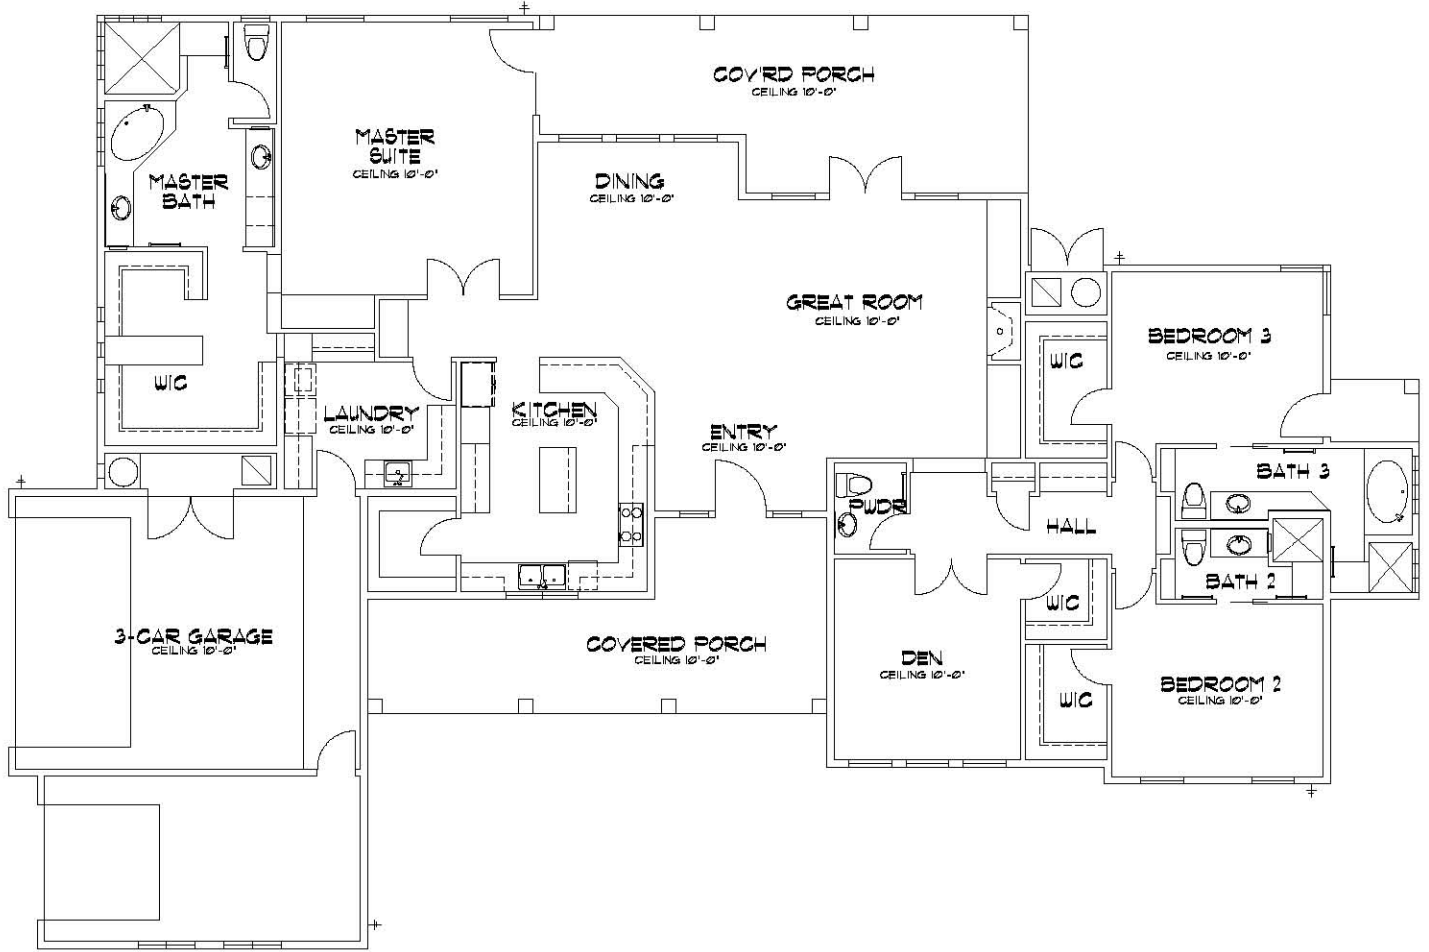 COV'RD PORCH
CEILING 10'-0"
MASTER
SUITE
CEILING 10'-0"
DINING
CEILING 10'-0"
MASTER
BATH
GREAT ROOM
CEILING 10'-0"
BEDROOM 3
CEILING 10'-0"
WIC
WIC
LAUNDRY
CEILING 10'-0"
KITCHEN
CEILING 10'-0"
ENTRY
CEILING 10'-0"
BATH 3
PWDR
HALL
BATH 2
WIC
3-CAR GARAGE
CEILING 10'-0"
COVERED PORCH
CEILING 10'-0"
DEN
CEILING 10'-0"
BEDROOM 2
CEILING 10'-0"
WIC